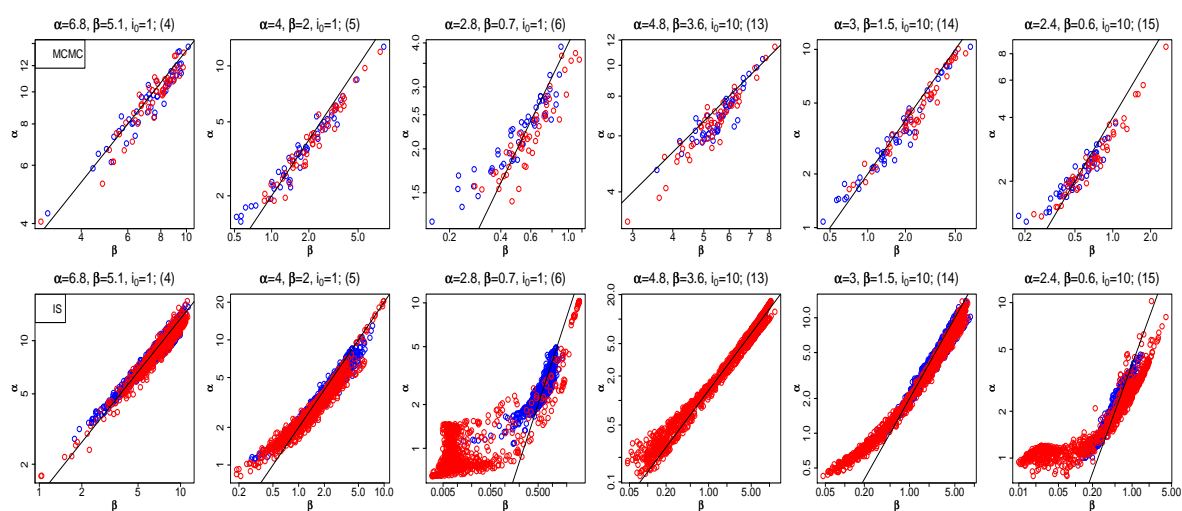 α=6.8, β=5.1, i₀=1; (4)
α=4, β=2, i₀=1; (5)
α=2.8, β=0.7, i₀=1; (6)
α=4.8, β=3.6, i₀=10; (13)
α=3, β=1.5, i₀=10; (14)
α=2.4, β=0.6, i₀=10; (15)
MCMC
α
4 6 8 10 12
4 6 8 10
β
α
2 5 10
0.5 1.0 2.0 5.0
β
α
1.5 2.0 3.0 4.0
0.2 0.4 0.6 1.0
β
α
4 6 8 10 12
3 4 5 6 7 8
β
α
1 2 5 10
0.5 1.0 2.0 5.0
β
α
2 4 8
0.2 0.5 1.0 2.0
β
α=6.8, β=5.1, i₀=1; (4)
α=4, β=2, i₀=1; (5)
α=2.8, β=0.7, i₀=1; (6)
α=4.8, β=3.6, i₀=10; (13)
α=3, β=1.5, i₀=10; (14)
α=2.4, β=0.6, i₀=10; (15)
IS
α
2 5 10
1 2 5 10
β
α
1 2 5 10 20
0.2 0.5 1.0 2.0 5.0 10.0
β
α
1 2 5 10 20
0.005 0.050 0.500
β
α
0.1 0.2 0.5 1.0 2.0 5.0 20.0
0.05 0.20 1.00 5.00
β
α
0.5 1.0 2.0 5.0 10.0
0.05 0.20 1.00 5.00
β
α
1 2 5 10
0.01 0.05 0.20 1.00 5.00
β